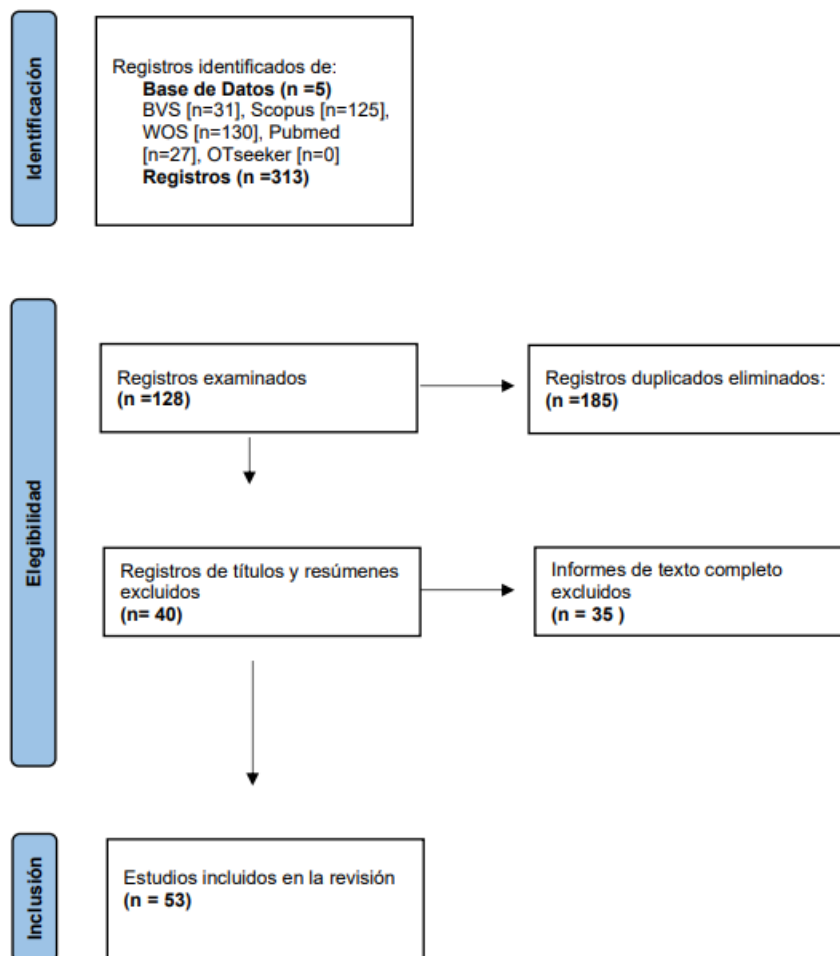 Identificación
Registros identificados de:
Base de Datos (n =5)
BVS [n=31], Scopus [n=125],
WOS [n=130], Pubmed
[n=27], OTseeker [n=0]
Registros (n =313)
Elegibilidad
Registros examinados
(n =128)
Registros duplicados eliminados:
(n =185)
Registros de títulos y resúmenes
excluidos
(n= 40)
Informes de texto completo
excluidos
(n = 35 )
Inclusión
Estudios incluidos en la revisión
(n = 53)